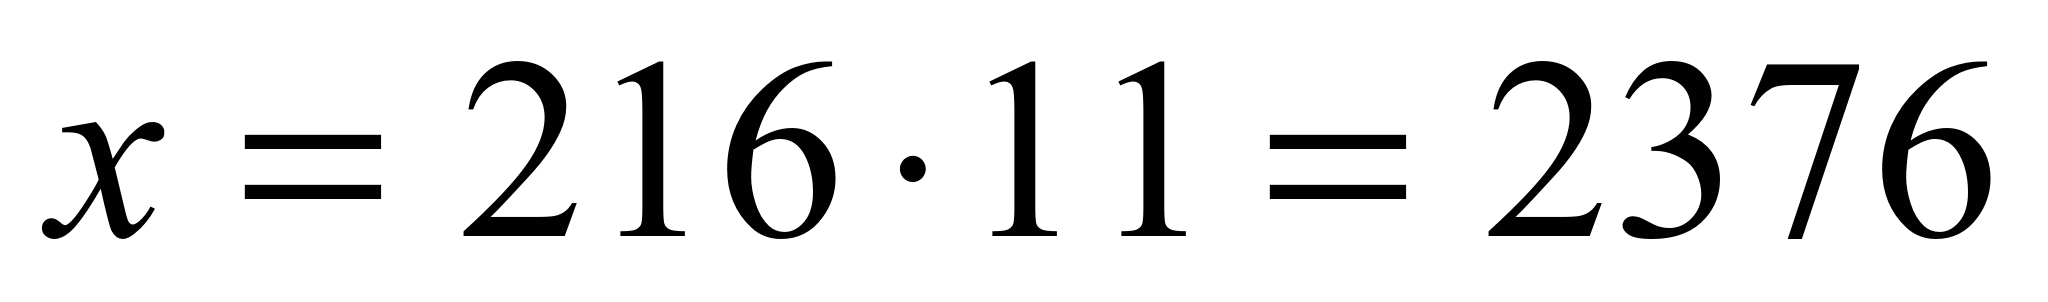 x = 216 · 11 = 2376